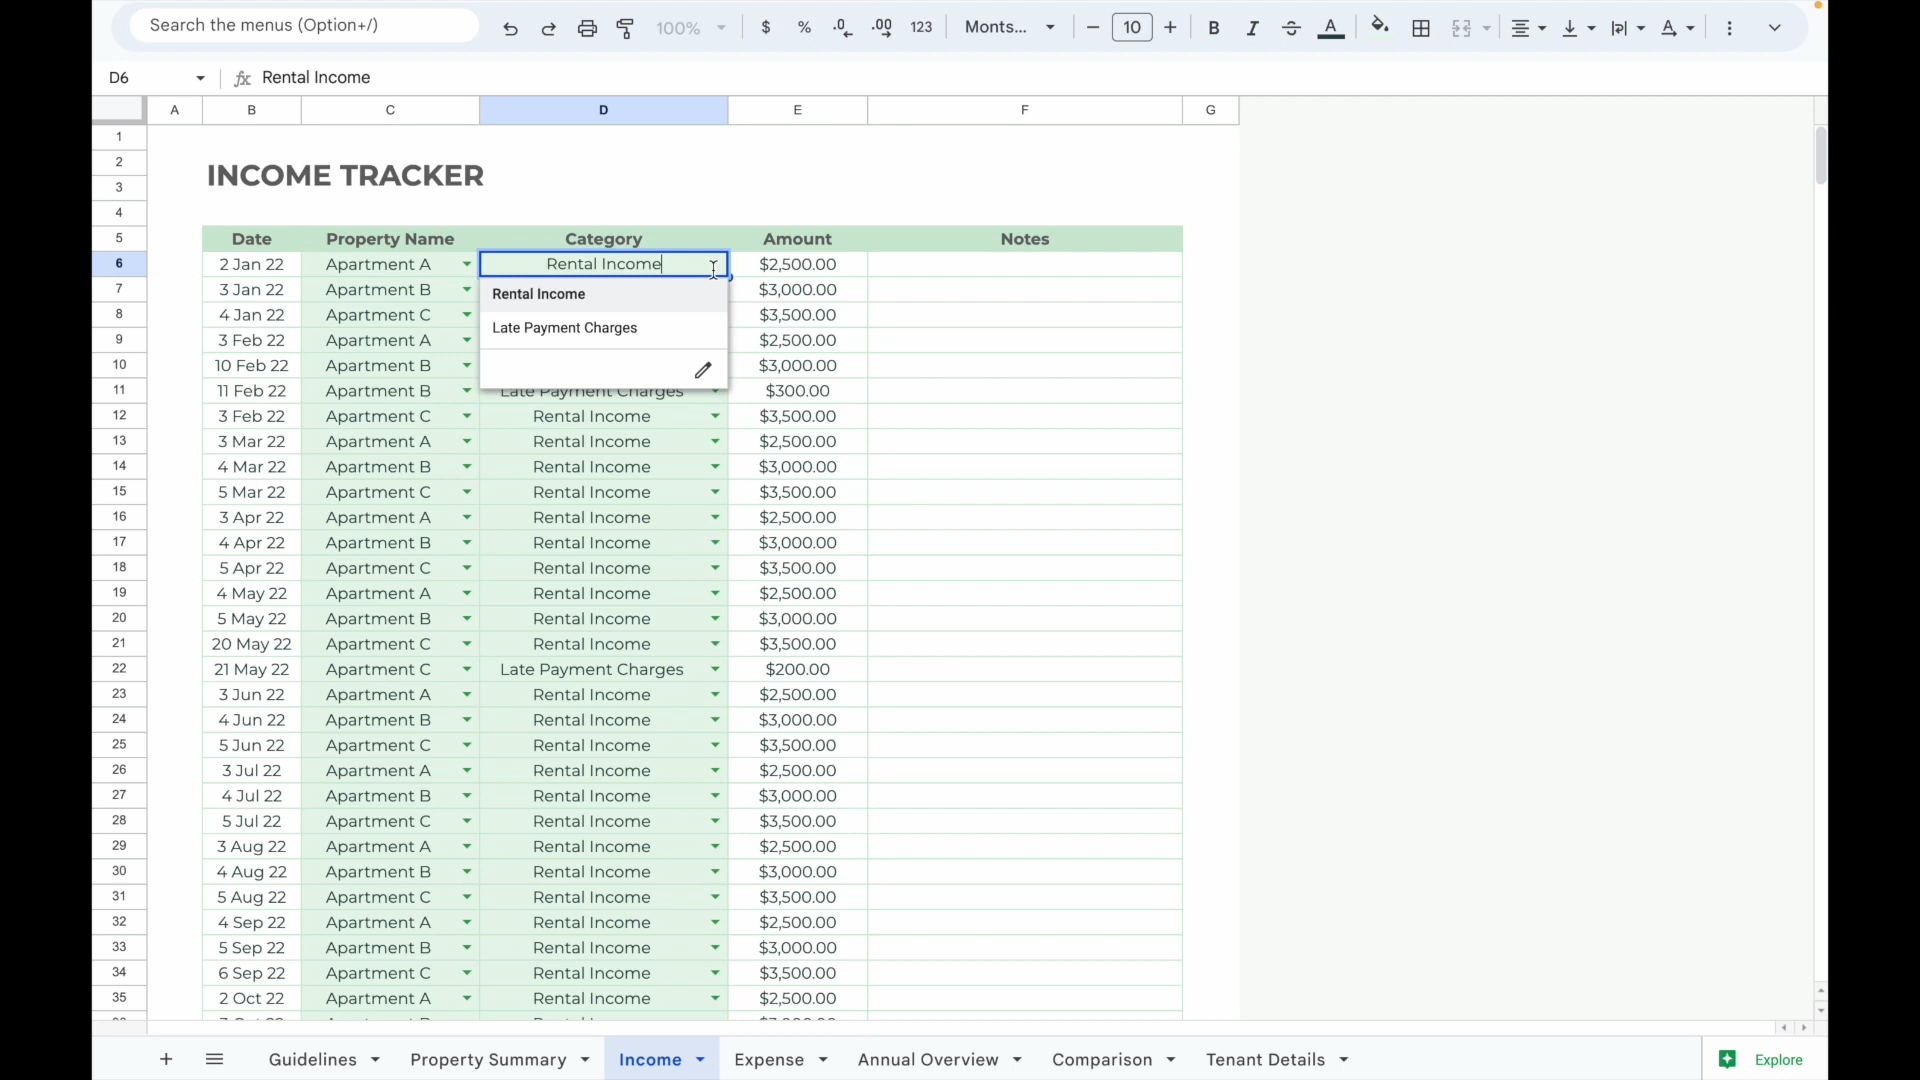 Search the menus (Option+/) 100% $ % .0 .00 123 Monts... 10 B I A A
D6 fx Rental Income
A B C D E F G
1
2 INCOME TRACKER
3
4
5 Date Property Name Category Amount Notes
6 2 Jan 22 Apartment A Rental Income $2,500.00
7 3 Jan 22 Apartment B Rental Income $3,000.00
8 4 Jan 22 Apartment C Late Payment Charges $3,500.00
9 3 Feb 22 Apartment A $2,500.00
10 10 Feb 22 Apartment B $3,000.00
11 11 Feb 22 Apartment B Late Payment Charges $300.00
12 3 Feb 22 Apartment C Rental Income $3,500.00
13 3 Mar 22 Apartment A Rental Income $2,500.00
14 4 Mar 22 Apartment B Rental Income $3,000.00
15 5 Mar 22 Apartment C Rental Income $3,500.00
16 3 Apr 22 Apartment A Rental Income $2,500.00
17 4 Apr 22 Apartment B Rental Income $3,000.00
18 5 Apr 22 Apartment C Rental Income $3,500.00
19 4 May 22 Apartment A Rental Income $2,500.00
20 5 May 22 Apartment B Rental Income $3,000.00
21 20 May 22 Apartment C Rental Income $3,500.00
22 21 May 22 Apartment C Late Payment Charges $200.00
23 3 Jun 22 Apartment A Rental Income $2,500.00
24 4 Jun 22 Apartment B Rental Income $3,000.00
25 5 Jun 22 Apartment C Rental Income $3,500.00
26 3 Jul 22 Apartment A Rental Income $2,500.00
27 4 Jul 22 Apartment B Rental Income $3,000.00
28 5 Jul 22 Apartment C Rental Income $3,500.00
29 3 Aug 22 Apartment A Rental Income $2,500.00
30 4 Aug 22 Apartment B Rental Income $3,000.00
31 5 Aug 22 Apartment C Rental Income $3,500.00
32 4 Sep 22 Apartment A Rental Income $2,500.00
33 5 Sep 22 Apartment B Rental Income $3,000.00
34 6 Sep 22 Apartment C Rental Income $3,500.00
35 2 Oct 22 Apartment A Rental Income $2,500.00
Guidelines Property Summary Income Expense Annual Overview Comparison Tenant Details Explore